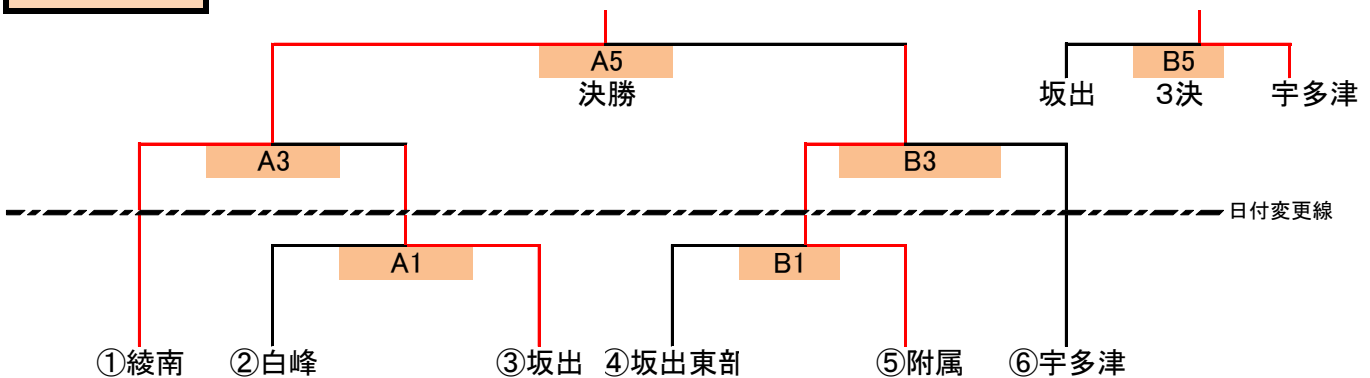 A5
決勝
B5
坂出 3決 宇多津
A3
B3
日付変更線
A1
B1
①綾南 ②白峰 ③坂出 ④坂出東部 ⑤附属 ⑥宇多津